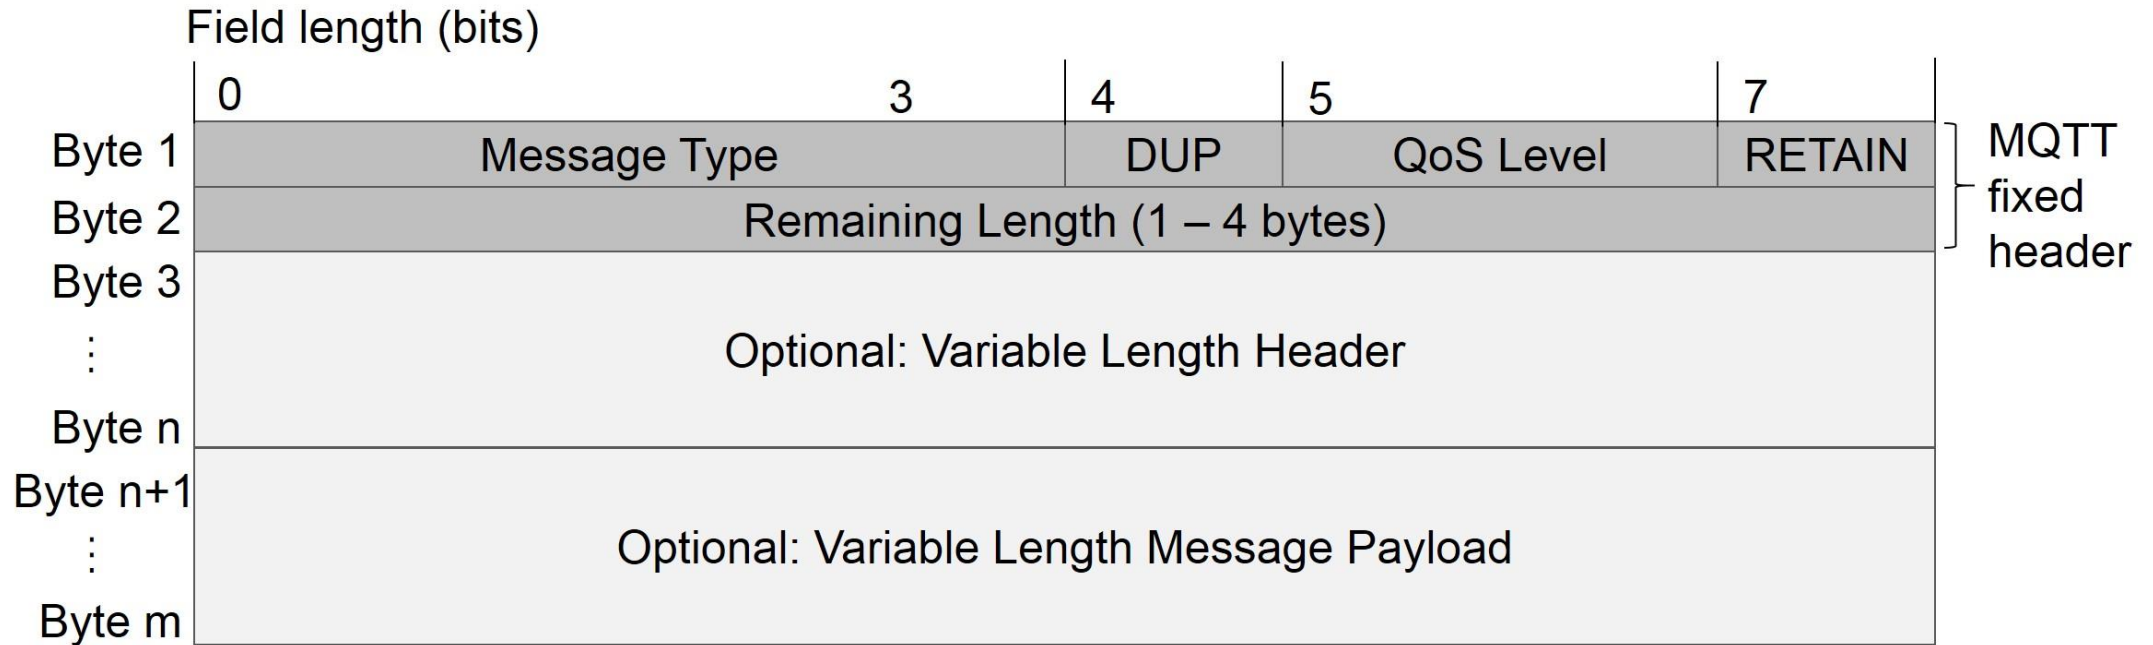 Field length (bits)
0 3 4 5 7
Byte 1 Message Type DUP QoS Level RETAIN
MQTT
fixed
header
Byte 2 Remaining Length (1 – 4 bytes)
Byte 3
⋮
Optional: Variable Length Header
Byte n
Byte n+1
⋮
Optional: Variable Length Message Payload
Byte m